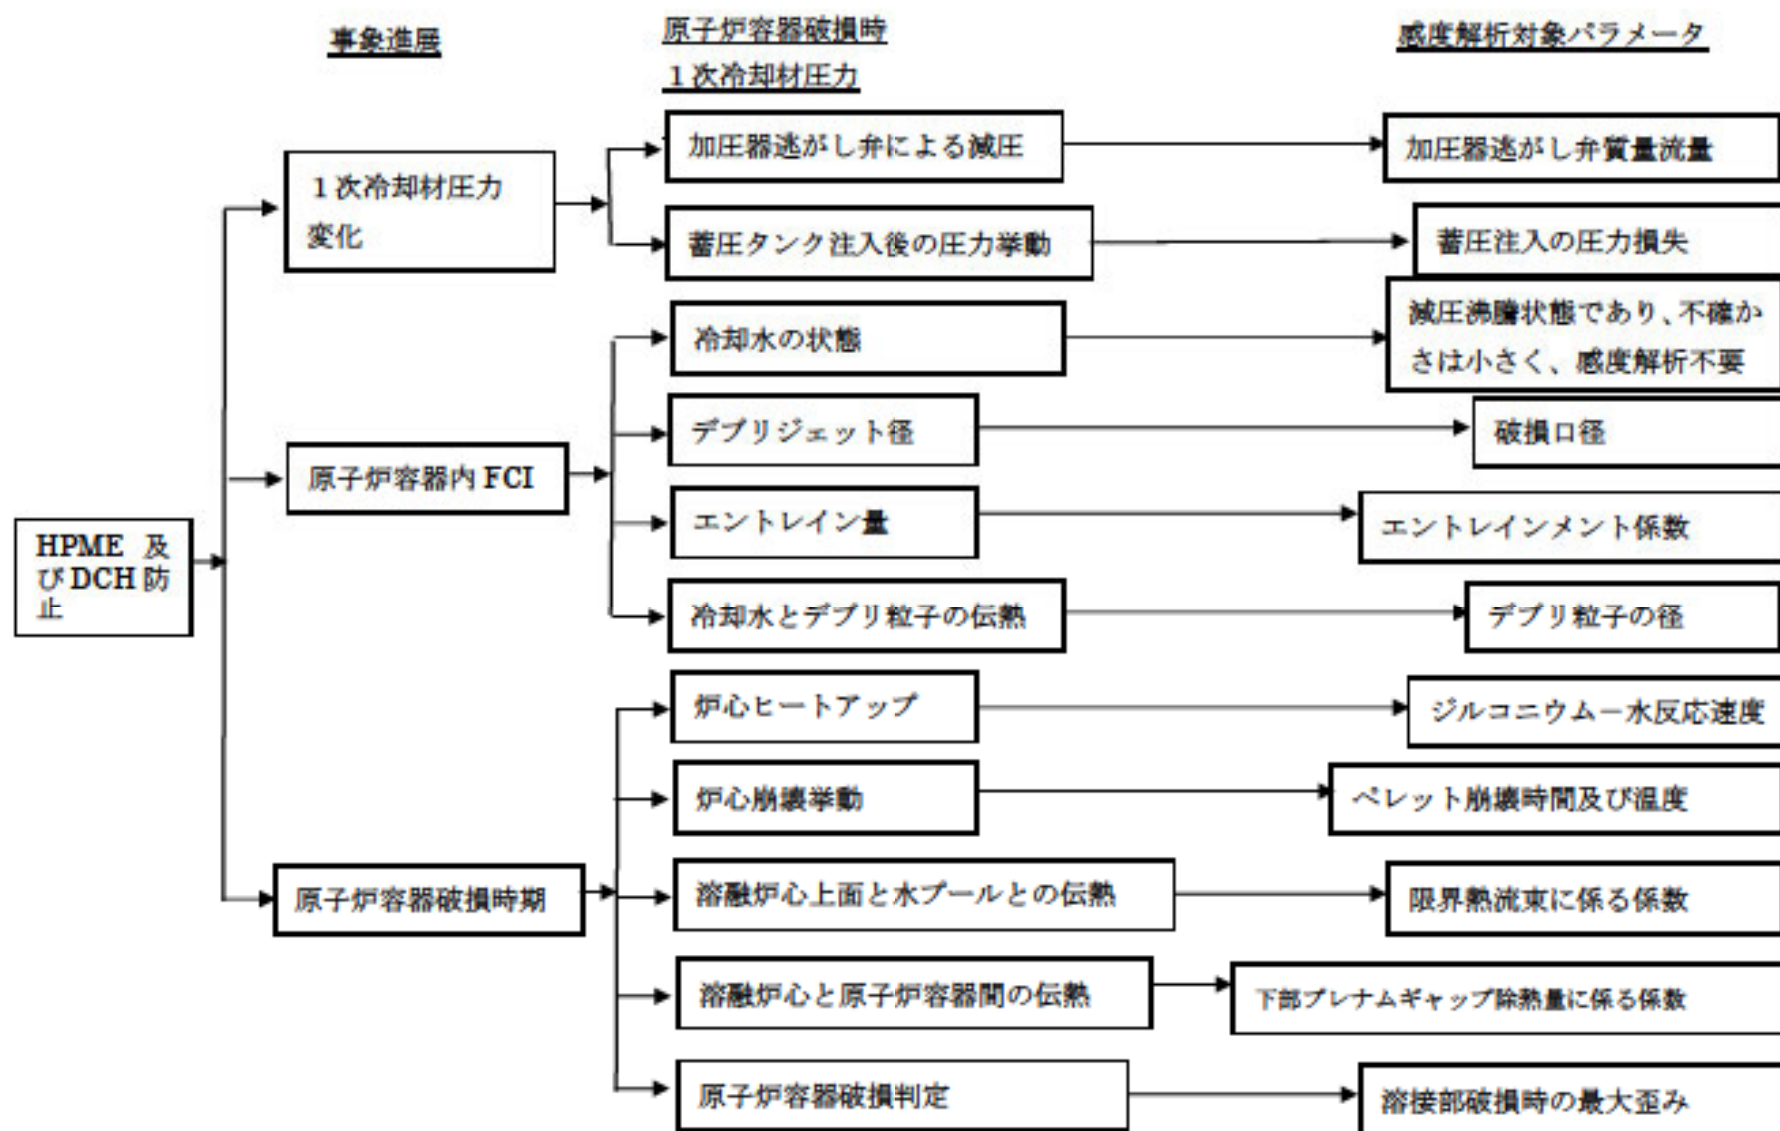 事象進展
原子炉容器破損時
1次冷却材圧力
感度解析対象パラメータ
HPME 及
び DCH 防
止
1次冷却材圧力
変化
加圧器逃がし弁による減圧
加圧器逃がし弁質量流量
蓄圧タンク注入後の圧力挙動
蓄圧注入の圧力損失
原子炉容器内 FCI
冷却水の状態
減圧沸騰状態であり、不確か
さは小さく、感度解析不要
デブリジェット径
破損口径
エントレイン量
エントレインメント係数
冷却水とデブリ粒子の伝熱
デブリ粒子の径
原子炉容器破損時期
炉心ヒートアップ
ジルコニウム－水反応速度
炉心崩壊挙動
ペレット崩壊時間及び温度
溶融炉心上面と水プールとの伝熱
限界熱流束に係る係数
溶融炉心と原子炉容器間の伝熱
下部プレナムギャップ除熱量に係る係数
原子炉容器破損判定
溶接部破損時の最大歪み